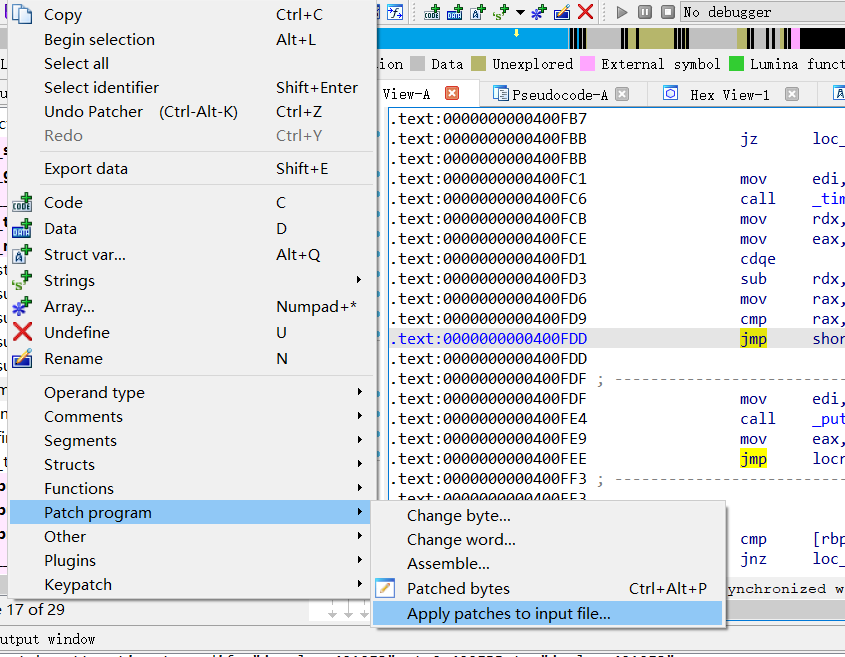 Copy Ctrl+C
Begin selection Alt+L
Select all
Select identifier Shift+Enter
Undo Patcher (Ctrl-Alt-K) Ctrl+Z
Redo Ctrl+Y
Export data Shift+E
Code C
Data D
Struct var... Alt+Q
Strings
Array... Numpad+*
Undefine U
Rename N
Operand type
Comments
Segments
Structs
Functions
Patch program
Other
Plugins
Keypatch
Change byte...
Change word...
Assemble...
Patched bytes Ctrl+Alt+P
Apply patches to input file...
No debugger
ion Data Unexplored External symbol Lumina funct
View-A Pseudocode-A Hex View-1
.text:0000000000400FB7
.text:0000000000400FBB jz loc_
.text:0000000000400FBB
.text:0000000000400FC1 mov edi,
.text:0000000000400FC6 call _tim
.text:0000000000400FCB mov rdx,
.text:0000000000400FCE mov eax,
.text:0000000000400FD1 cdqe
.text:0000000000400FD3 sub rdx,
.text:0000000000400FD6 mov rax,
.text:0000000000400FD9 cmp rax,
.text:0000000000400FDD jmp shor
.text:0000000000400FDD
.text:0000000000400FDF ; ---------------
.text:0000000000400FDF mov edi,
.text:0000000000400FE4 call _put
.text:0000000000400FE9 mov eax,
.text:0000000000400FEE jmp locr
.text:0000000000400FF3 ; ---------------
.text:0000000000400FF3
cmp [rbp
jnz loc_
ynchronized w
17 of 29
utput window